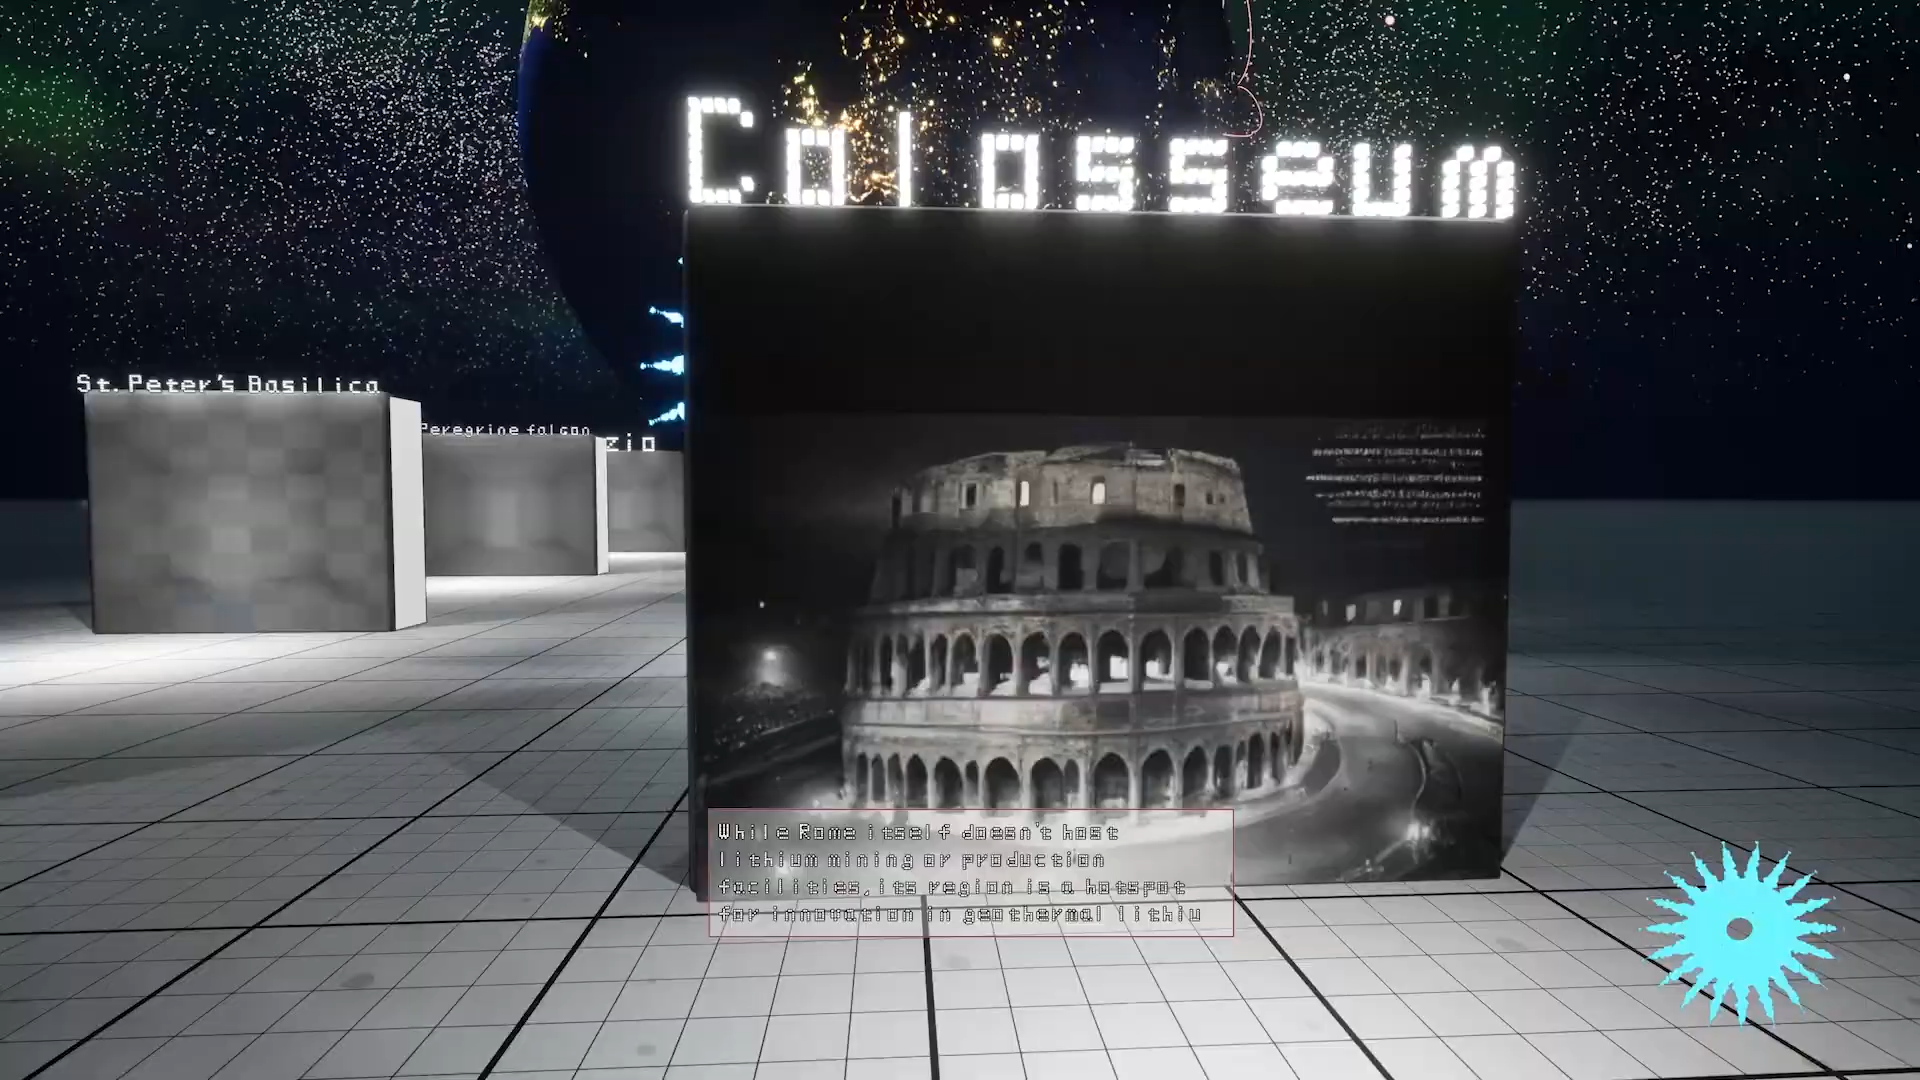 Colosseum
St. Peter's Basilica
Peregrine falcon
zio
While Rome itself doesn't host
lithium mining or production
facilities, its region is a hotspot
for innovation in geothermal lithiu